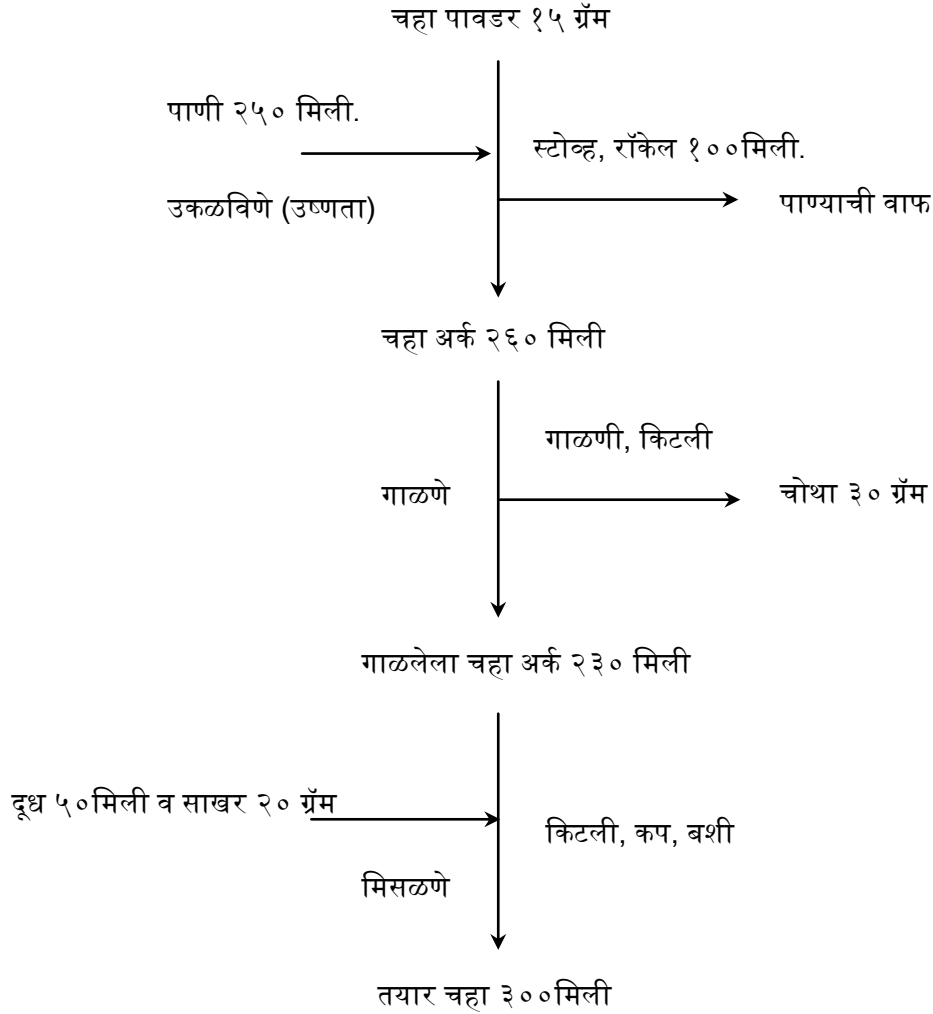 चहा पावडर १५ ग्रॅम
पाणी २५० मिली.
स्टोव्ह, रॉकेल १००मिली.
उकळविणे (उष्णता)
पाण्याची वाफ
चहा अर्क २६० मिली
गाळणी, किटली
गाळणे
चोथा ३० ग्रॅम
गाळलेला चहा अर्क २३० मिली
दूध ५०मिली व साखर २० ग्रॅम
किटली, कप, बशी
मिसळणे
तयार चहा ३००मिली